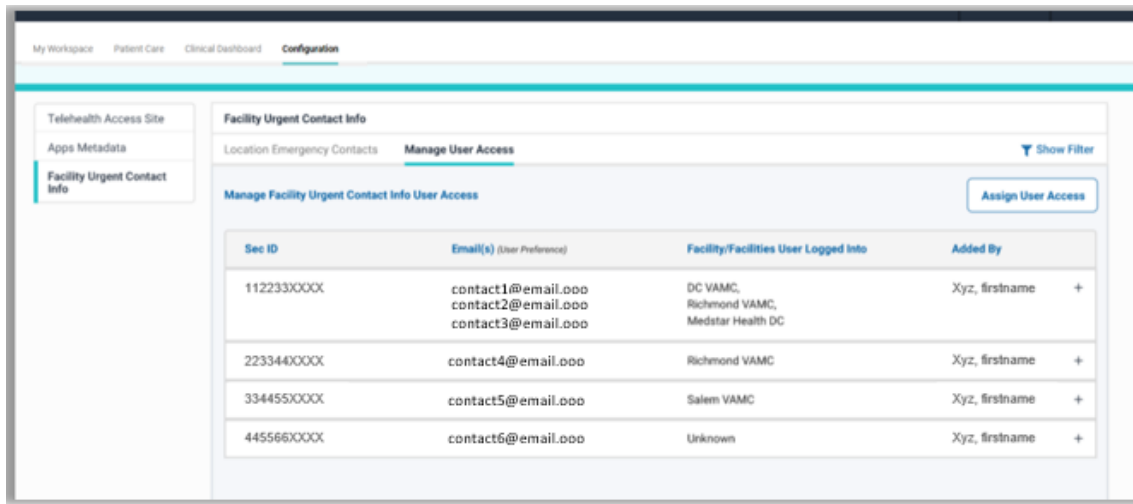 My Workspace Patient Care Clinical Dashboard Configuration
Telehealth Access Site
Apps Metadata
Facility Urgent Contact
Info
Facility Urgent Contact Info
Location Emergency Contacts Manage User Access Show Filter
Manage Facility Urgent Contact Info User Access Assign User Access
Sec ID Email(s) (User Preference) Facility/Facilities User Logged Into Added By
112233XXXX contact1@email.ooo DC VAMC, Xyz, firstname +
contact2@email.ooo Richmond VAMC,
contact3@email.ooo Medstar Health DC
223344XXXX contact4@email.ooo Richmond VAMC Xyz, firstname +
334455XXXX contact5@email.ooo Salem VAMC Xyz, firstname +
445566XXXX contact6@email.ooo Unknown Xyz, firstname +